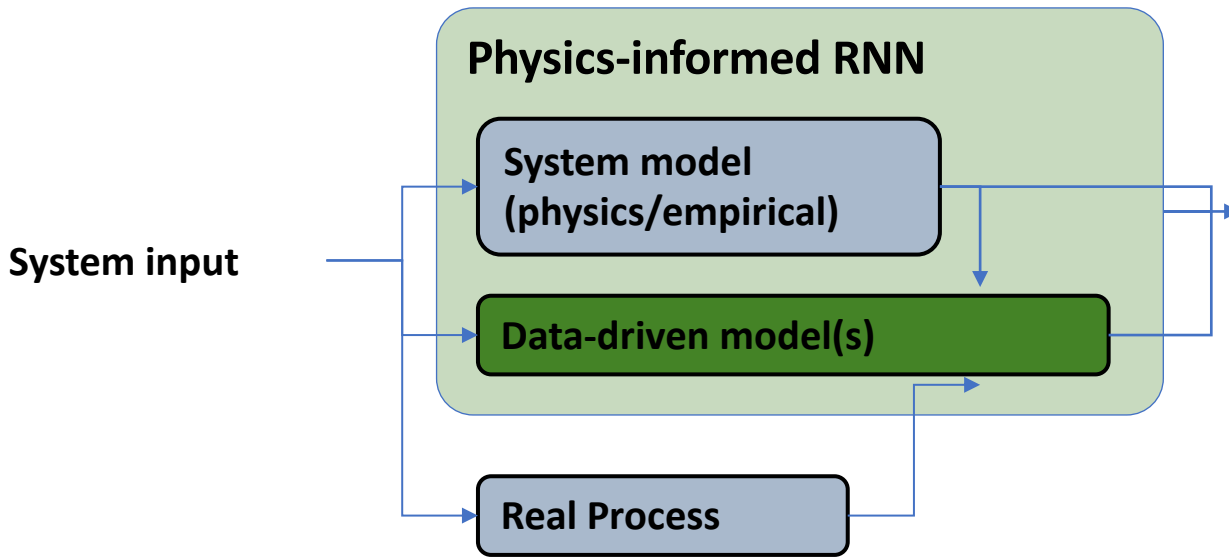 Physics-informed RNN
System model
(physics/empirical)
System input
Data-driven model(s)
Real Process